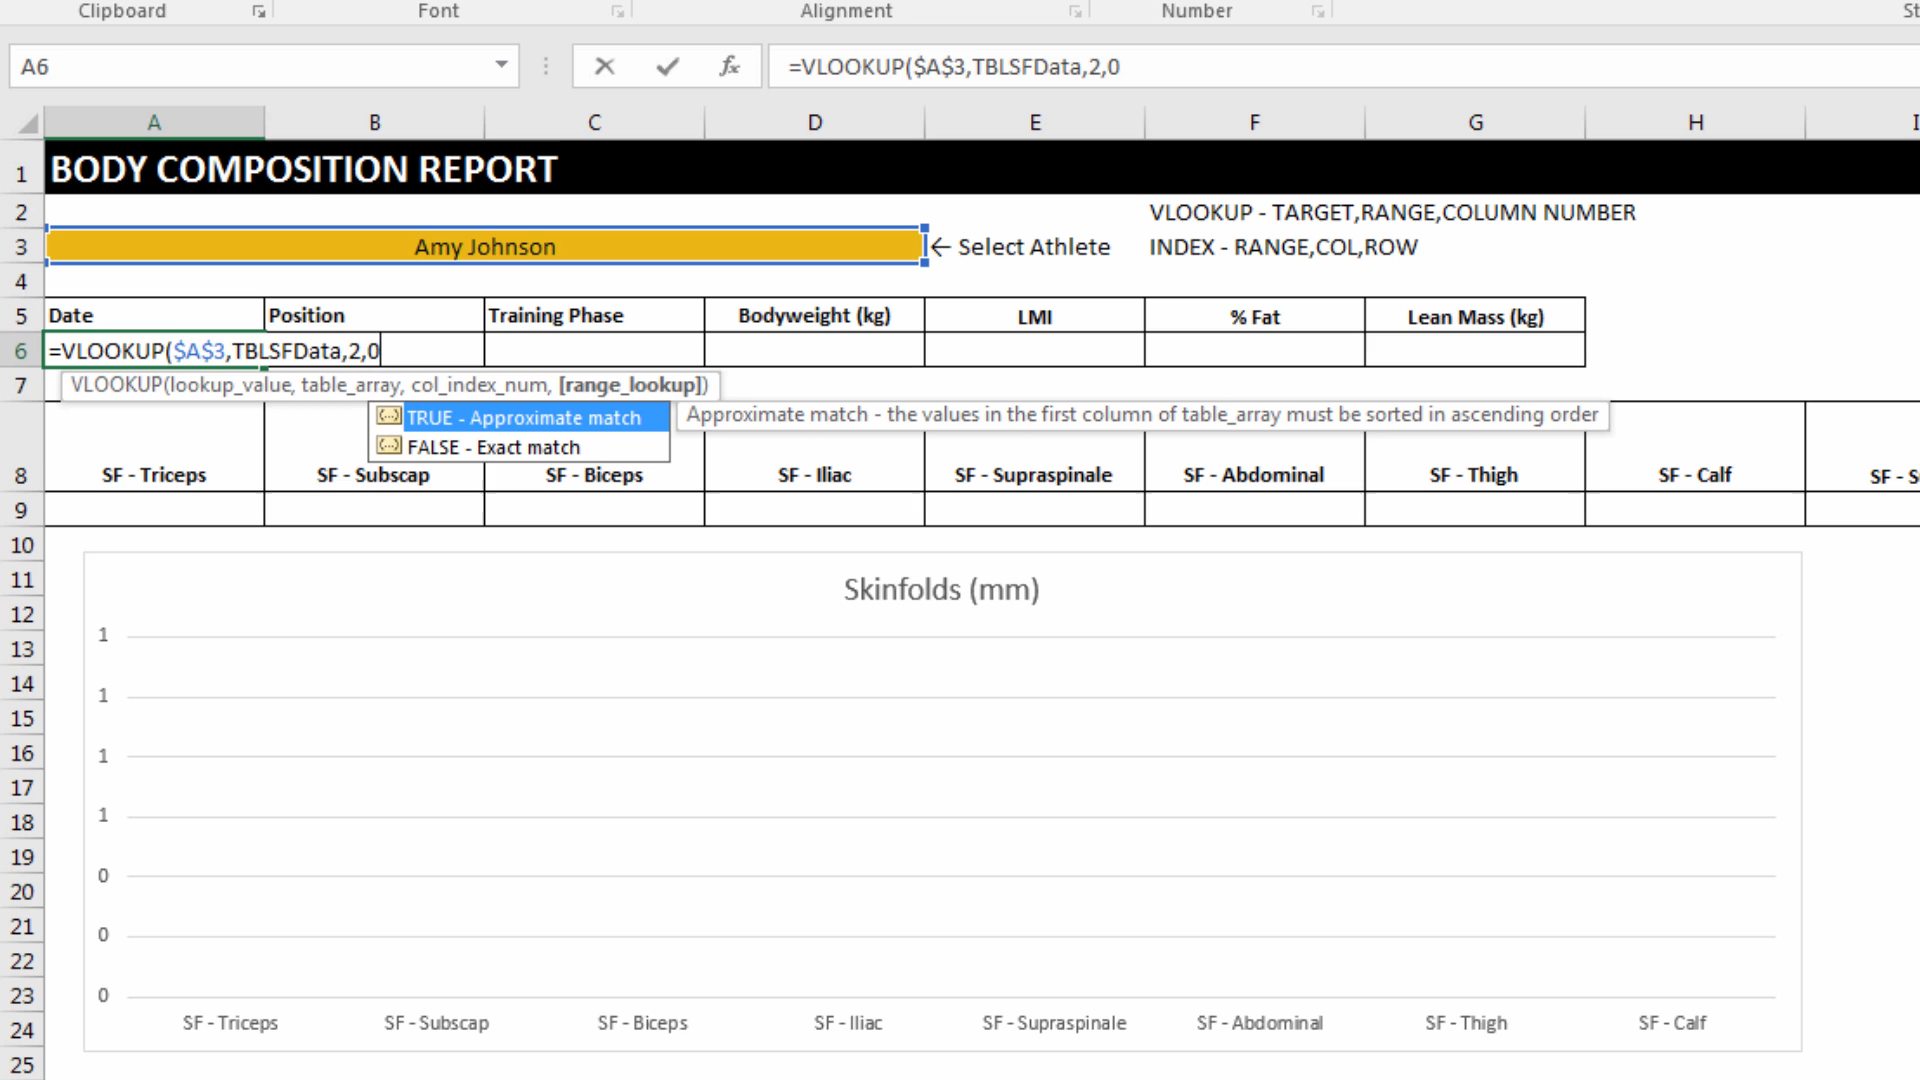 Clipboard Font Alignment Number St
A6 fx =VLOOKUP($A$3,TBLSFData,2,0
A B C D E F G H I
1 BODY COMPOSITION REPORT
2 VLOOKUP - TARGET,RANGE,COLUMN NUMBER
3 Amy Johnson ← Select Athlete INDEX - RANGE,COL,ROW
4
5 Date Position Training Phase Bodyweight (kg) LMI % Fat Lean Mass (kg)
6 =VLOOKUP($A$3,TBLSFData,2,0
7 VLOOKUP(lookup_value, table_array, col_index_num, [range_lookup])
TRUE - Approximate match Approximate match - the values in the first column of table_array must be sorted in ascending order
FALSE - Exact match
8 SF - Triceps SF - Subscap SF - Biceps SF - Iliac SF - Supraspinale SF - Abdominal SF - Thigh SF - Calf SF - S
9
10
11 Skinfolds (mm)
12
13 1
14 1
15
16 1
17
18 1
19
20 0
21 0
22
23 0
24 SF - Triceps SF - Subscap SF - Biceps SF - Iliac SF - Supraspinale SF - Abdominal SF - Thigh SF - Calf
25